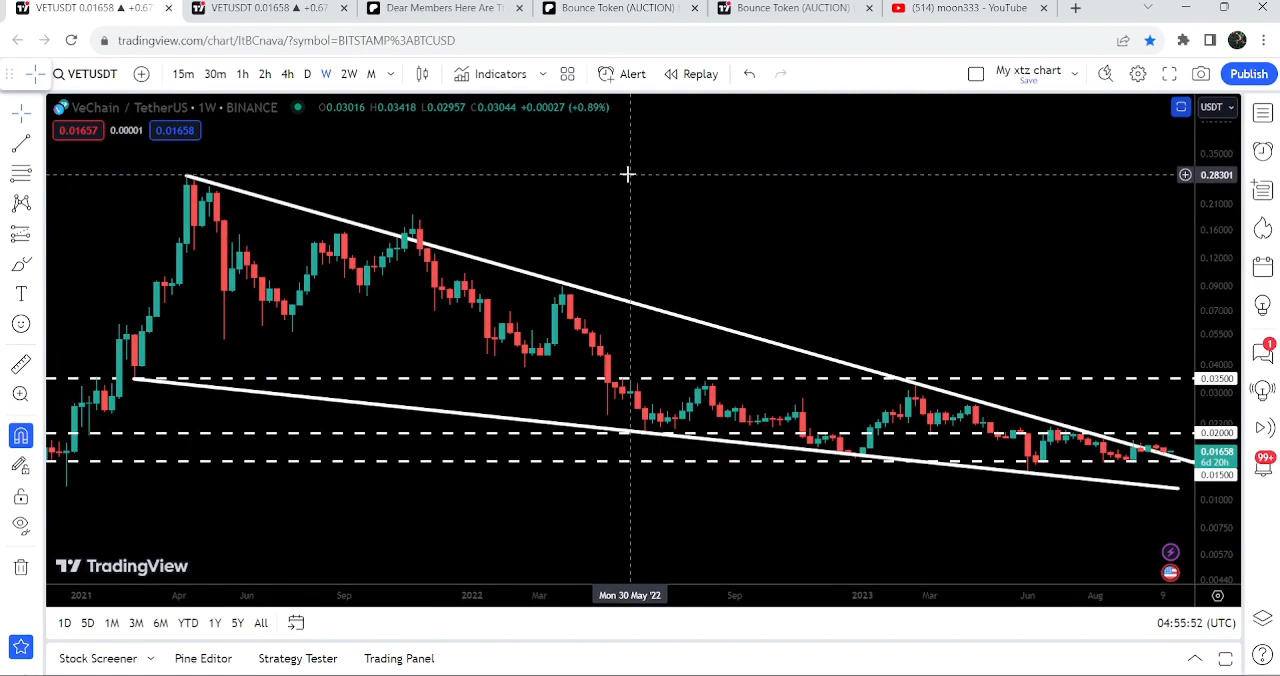 VETUSDT 0.01658 ▲ +0.67
VETUSDT 0.01658 ▲ +0.67
Dear Members Here Are T
Bounce Token (AUCTION)
Bounce Token (AUCTION)
(514) moon333 - YouTube
tradingview.com/chart/ItBCnava/?symbol=BITSTAMP%3ABTCUSD
VETUSDT 15m 30m 1h 2h 4h D W 2W M Indicators Alert Replay My xtz chart Save Publish
VeChain / TetherUS • 1W • BINANCE O0.03016 H0.03418 L0.02957 C0.03044 +0.00027 (+0.89%) USDT
0.01657 0.00001 0.01658
0.35000
0.28301
0.21000
0.16000
0.12000
0.09000
0.07000
0.05500
0.04000
0.03500
0.03000
0.02000
0.01658
6d 20h
0.01500
0.01000
0.00750
0.00570
0.00440
TradingView
2021 Apr Jun Sep 2022 Mar Mon 30 May '22 Sep 2023 Mar Jun Aug 9
1D 5D 1M 3M 6M YTD 1Y 5Y All 04:55:52 (UTC)
Stock Screener Pine Editor Strategy Tester Trading Panel
1
99+